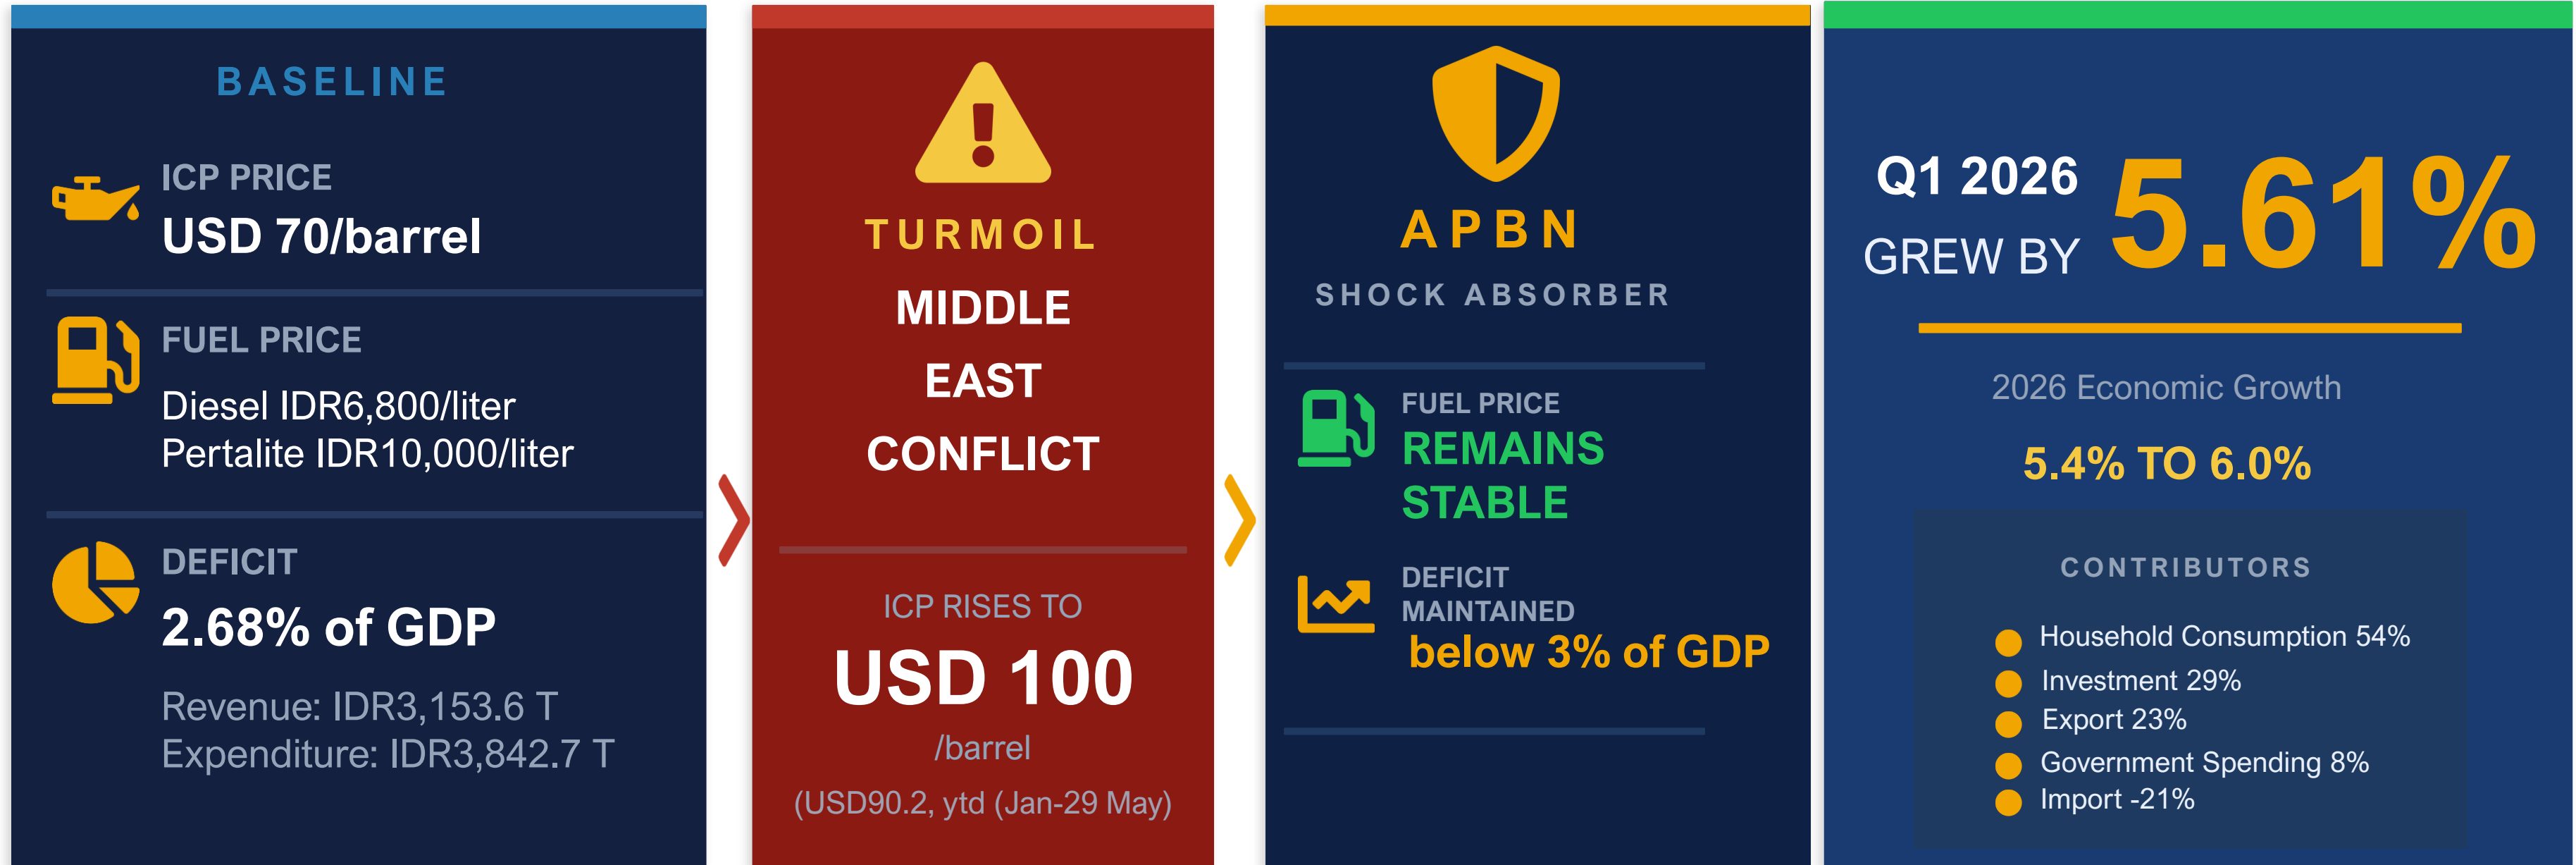 BASELINE
ICP PRICE
USD 70/barrel
FUEL PRICE
Diesel IDR6,800/liter
Pertalite IDR10,000/liter
DEFICIT
2.68% of GDP
Revenue: IDR3,153.6 T
Expenditure: IDR3,842.7 T
TURMOIL
MIDDLE
EAST
CONFLICT
ICP RISES TO
USD 100
/barrel
(USD90.2, ytd (Jan-29 May)
APBN
SHOCK ABSORBER
FUEL PRICE
REMAINS
STABLE
DEFICIT
MAINTAINED
below 3% of GDP
Q1 2026
GREW BY
5.61%
2026 Economic Growth
5.4% TO 6.0%
CONTRIBUTORS
Household Consumption 54%
Investment 29%
Export 23%
Government Spending 8%
Import -21%